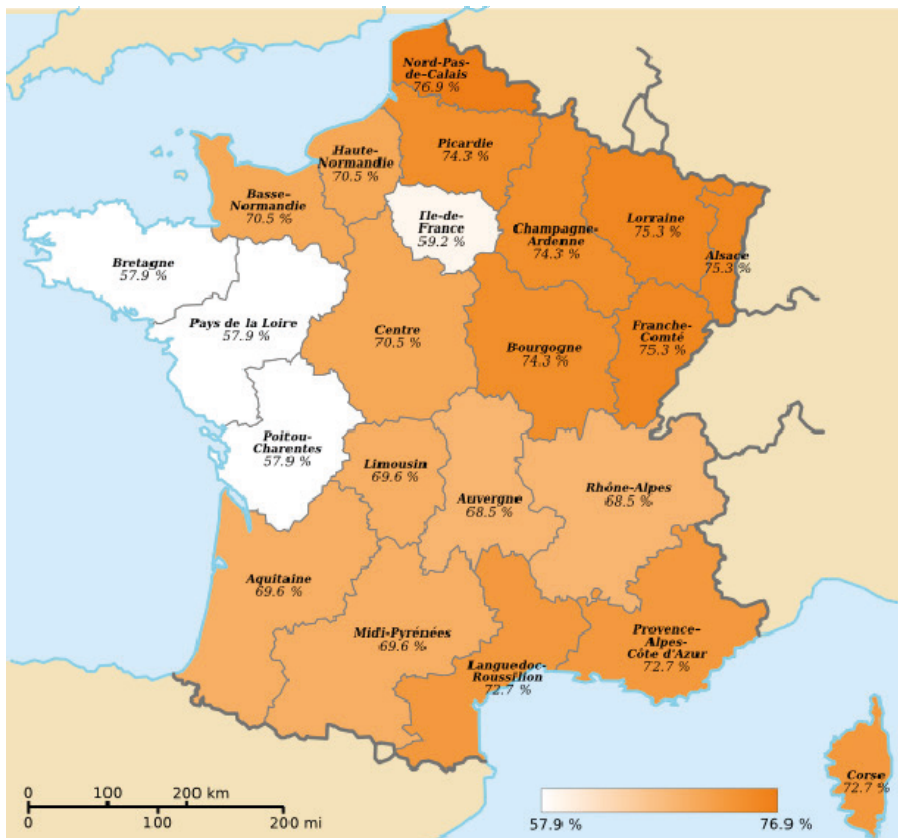 Nord-Pas-
de-Calais
76.9 %
Picardie
74.3 %
Haute-
Normandie
70.5 %
Basse-
Normandie
70.5 %
Ile-de-
France
59.2 %
Champagne-
Ardenne
74.3 %
Lorraine
75.3 %
Alsace
75.3 %
Bretagne
57.9 %
Pays de la Loire
57.9 %
Centre
70.5 %
Bourgogne
74.3 %
Franche-
Comté
75.3 %
Poitou-
Charentes
57.9 %
Limousin
69.6 %
Auvergne
68.5 %
Rhône-Alpes
68.5 %
Aquitaine
69.6 %
Midi-Pyrénées
69.6 %
Languedoc-
Roussillon
72.7 %
Provence-
Alpes-
Côte d'Azur
72.7 %
Corse
72.7 %
0 100 200 km
0 100 200 mi
57.9 % 76.9 %